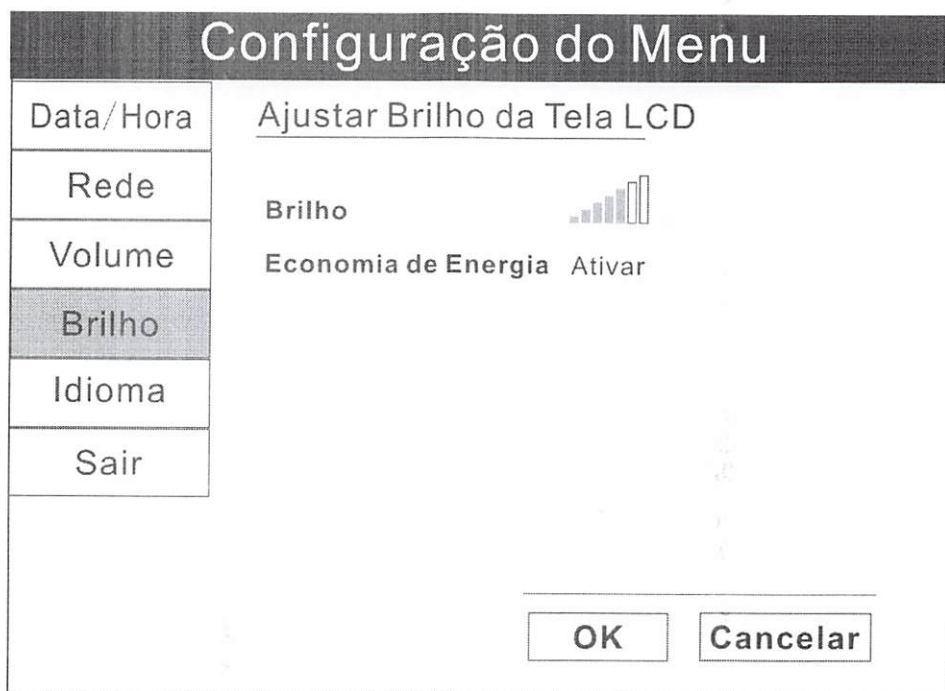 Configuração do Menu
Data/Hora
Rede
Volume
Brilho
Idioma
Sair
Ajustar Brilho da Tela LCD
Brilho
Economia de Energia Ativar
OK
Cancelar